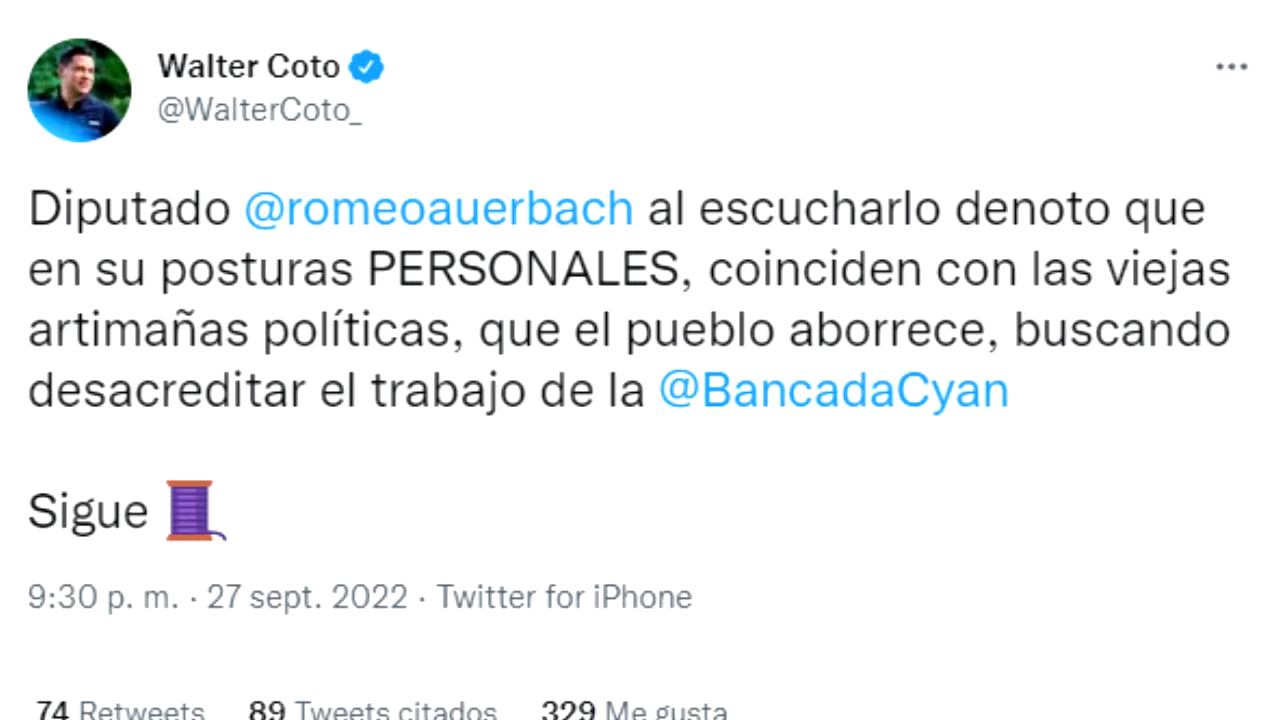 Walter Coto
@WalterCoto_
Diputado @romeoauerbach al escucharlo denoto que
en su posturas PERSONALES, coinciden con las viejas
artimañas políticas, que el pueblo aborrece, buscando
desacreditar el trabajo de la @BancadaCyan
Sigue
9:30 p. m. · 27 sept. 2022 · Twitter for iPhone
74 Retweets 89 Tweets citados 329 Me gusta